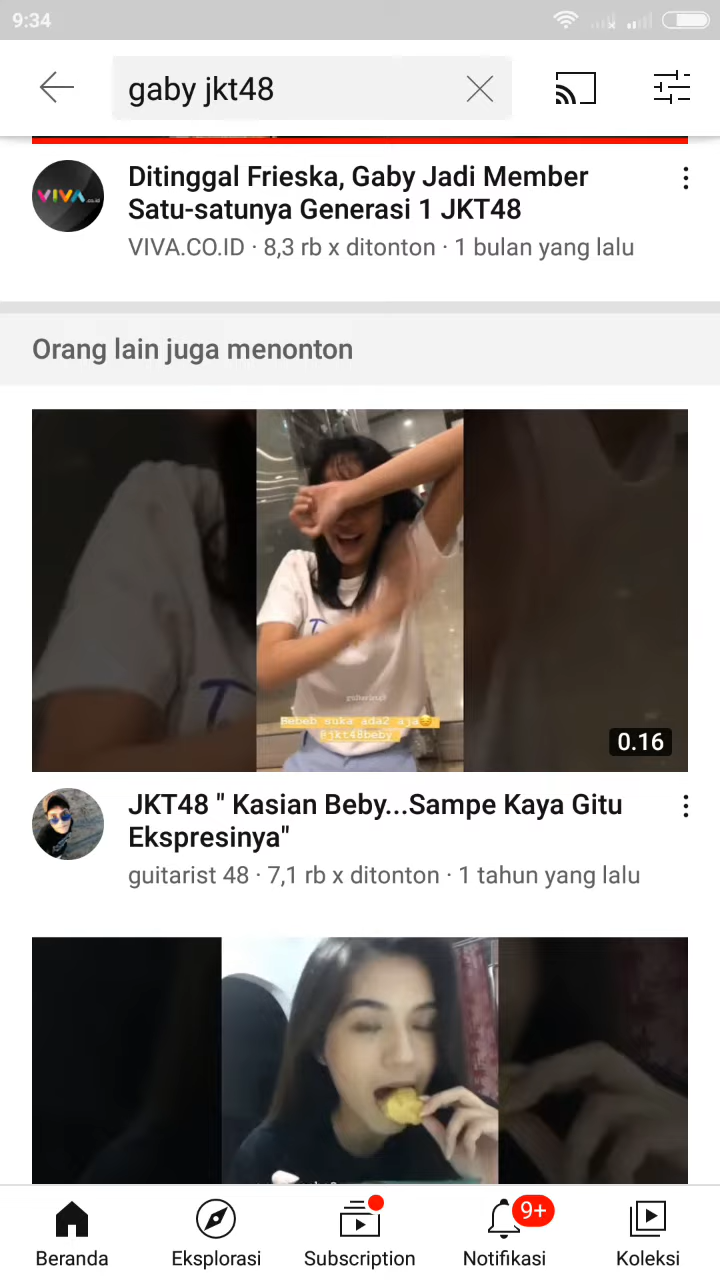 9:34
gaby jkt48
VIVA.co.id
Ditinggal Frieska, Gaby Jadi Member
Satu-satunya Generasi 1 JKT48
VIVA.CO.ID · 8,3 rb x ditonton · 1 bulan yang lalu
Orang lain juga menonton
Bebeb suka ada2 aja😔
@jkt48beby
0.16
JKT48 " Kasian Beby...Sampe Kaya Gitu
Ekspresinya"
guitarist 48 · 7,1 rb x ditonton · 1 tahun yang lalu
Beranda
Eksplorasi
Subscription
9+
Notifikasi
Koleksi